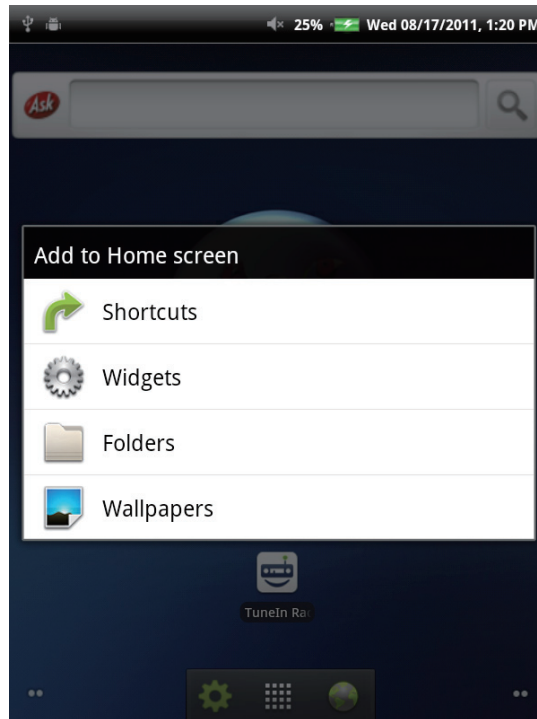 25% Wed 08/17/2011, 1:20 PM
Ask
Add to Home screen
Shortcuts
Widgets
Folders
Wallpapers
TuneIn Ra